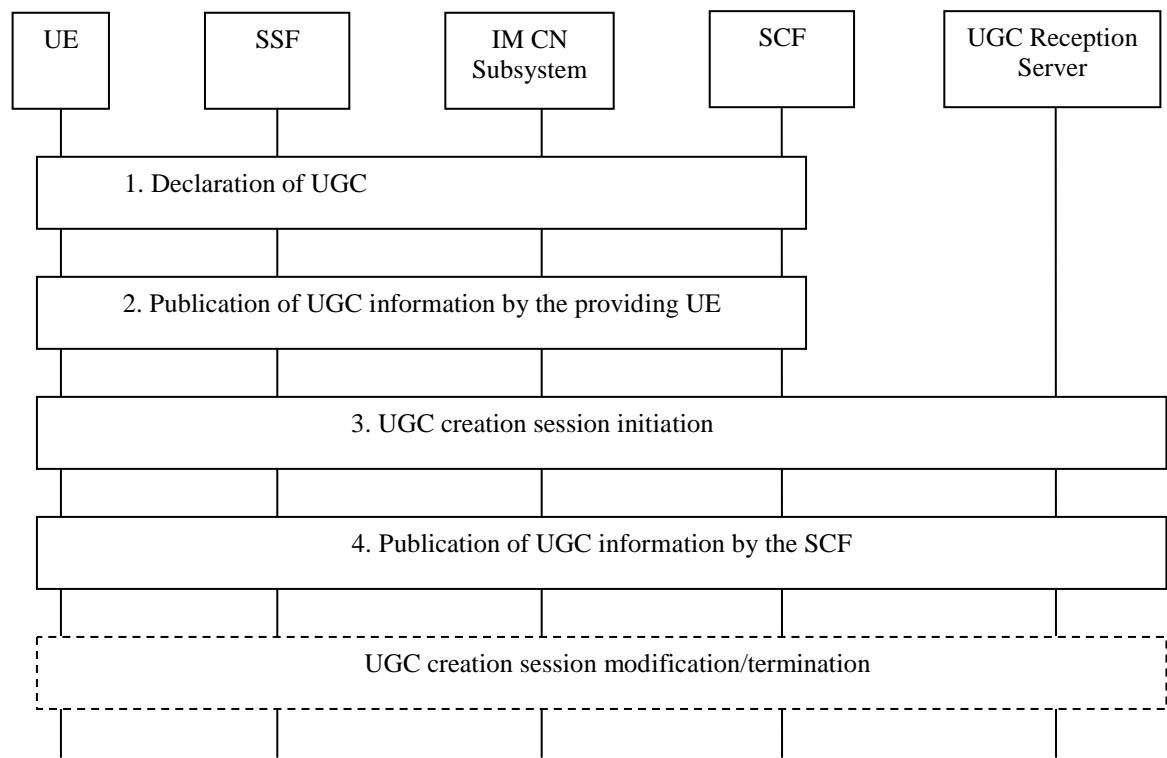 UE
SSF
IM CN
Subsystem
SCF
UGC Reception
Server
1. Declaration of UGC
2. Publication of UGC information by the providing UE
3. UGC creation session initiation
4. Publication of UGC information by the SCF
UGC creation session modification/termination